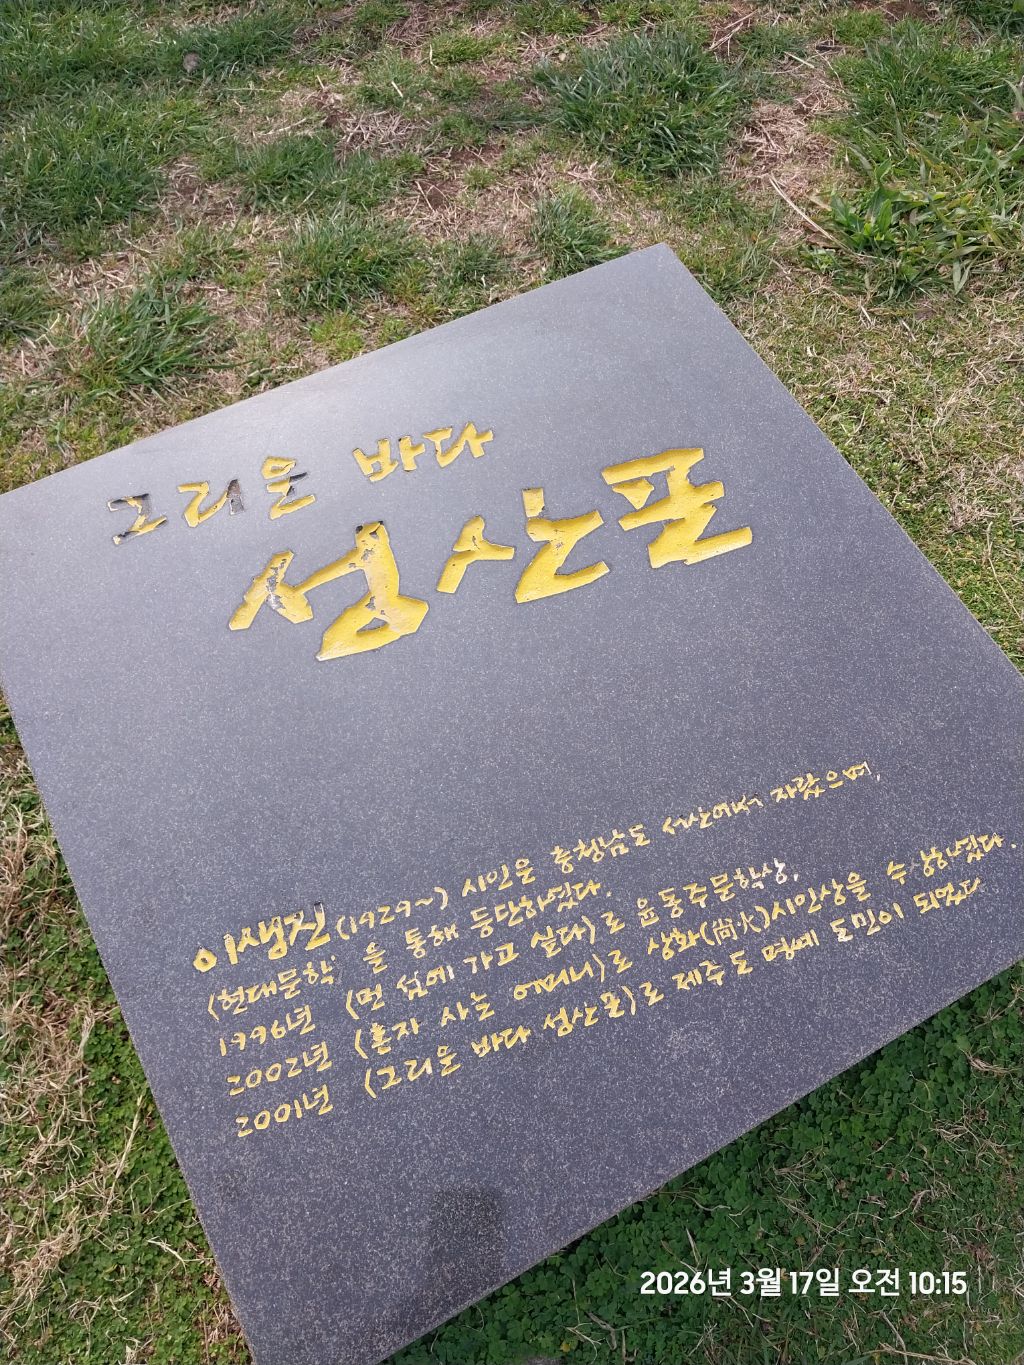 그리운 바다
성산포
이생진(1929~) 시인은 충청남도 서산에서 자랐으며,
<현대문학>을 통해 등단하였다.
1996년 <먼 섬에 가고 싶다>로 윤동주문학상,
2002년 <혼자 사는 어머니>로 상화(尙火)시인상을 수상하였다.
2001년 <그리운 바다 성산포>로 제주도 명예 도민이 되었다
2026년 3월 17일 오전 10:15